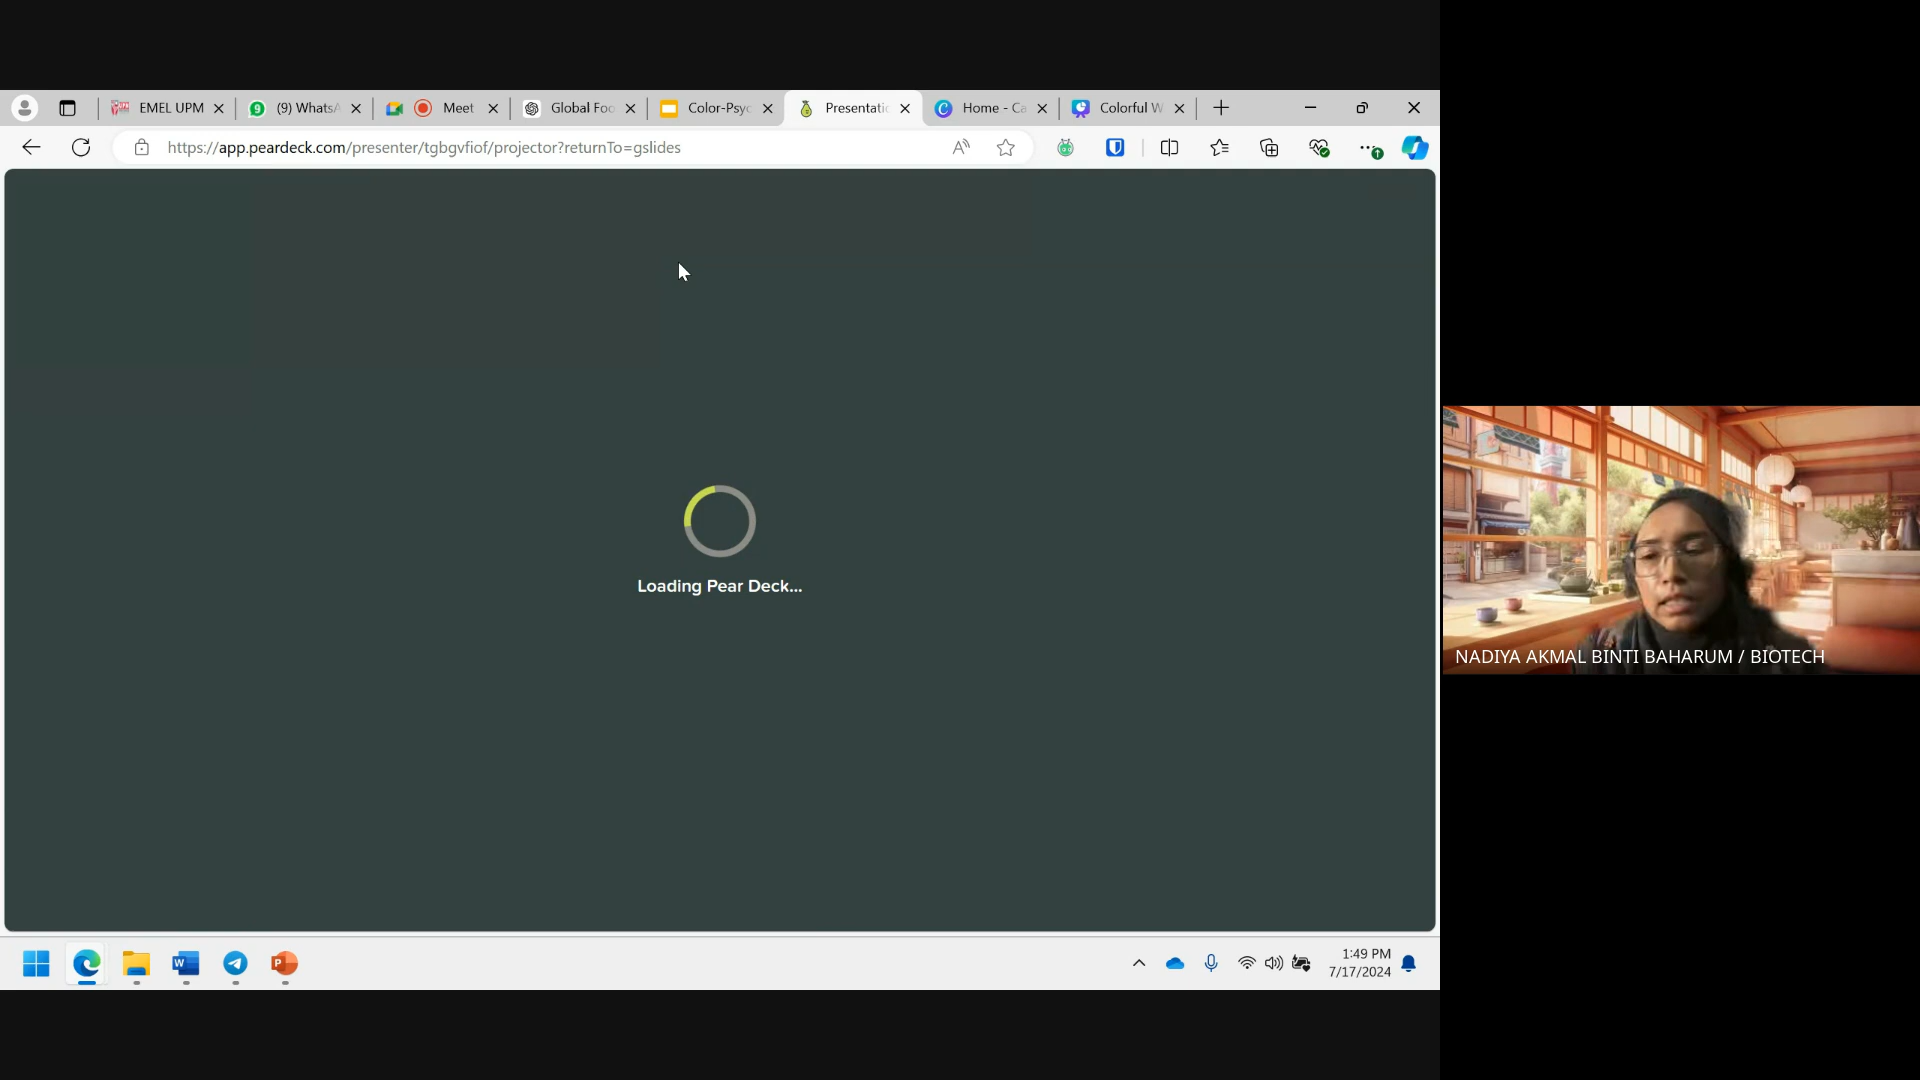 EMEL UPM
(9) WhatsA
Meet
Global Foo
Color-Psyc
Presentatic
Home - Ca
Colorful W
https://app.peardeck.com/presenter/tgbgvfiof/projector?returnTo=gslides
Loading Pear Deck...
NADIYA AKMAL BINTI BAHARUM / BIOTECH
1:49 PM
7/17/2024